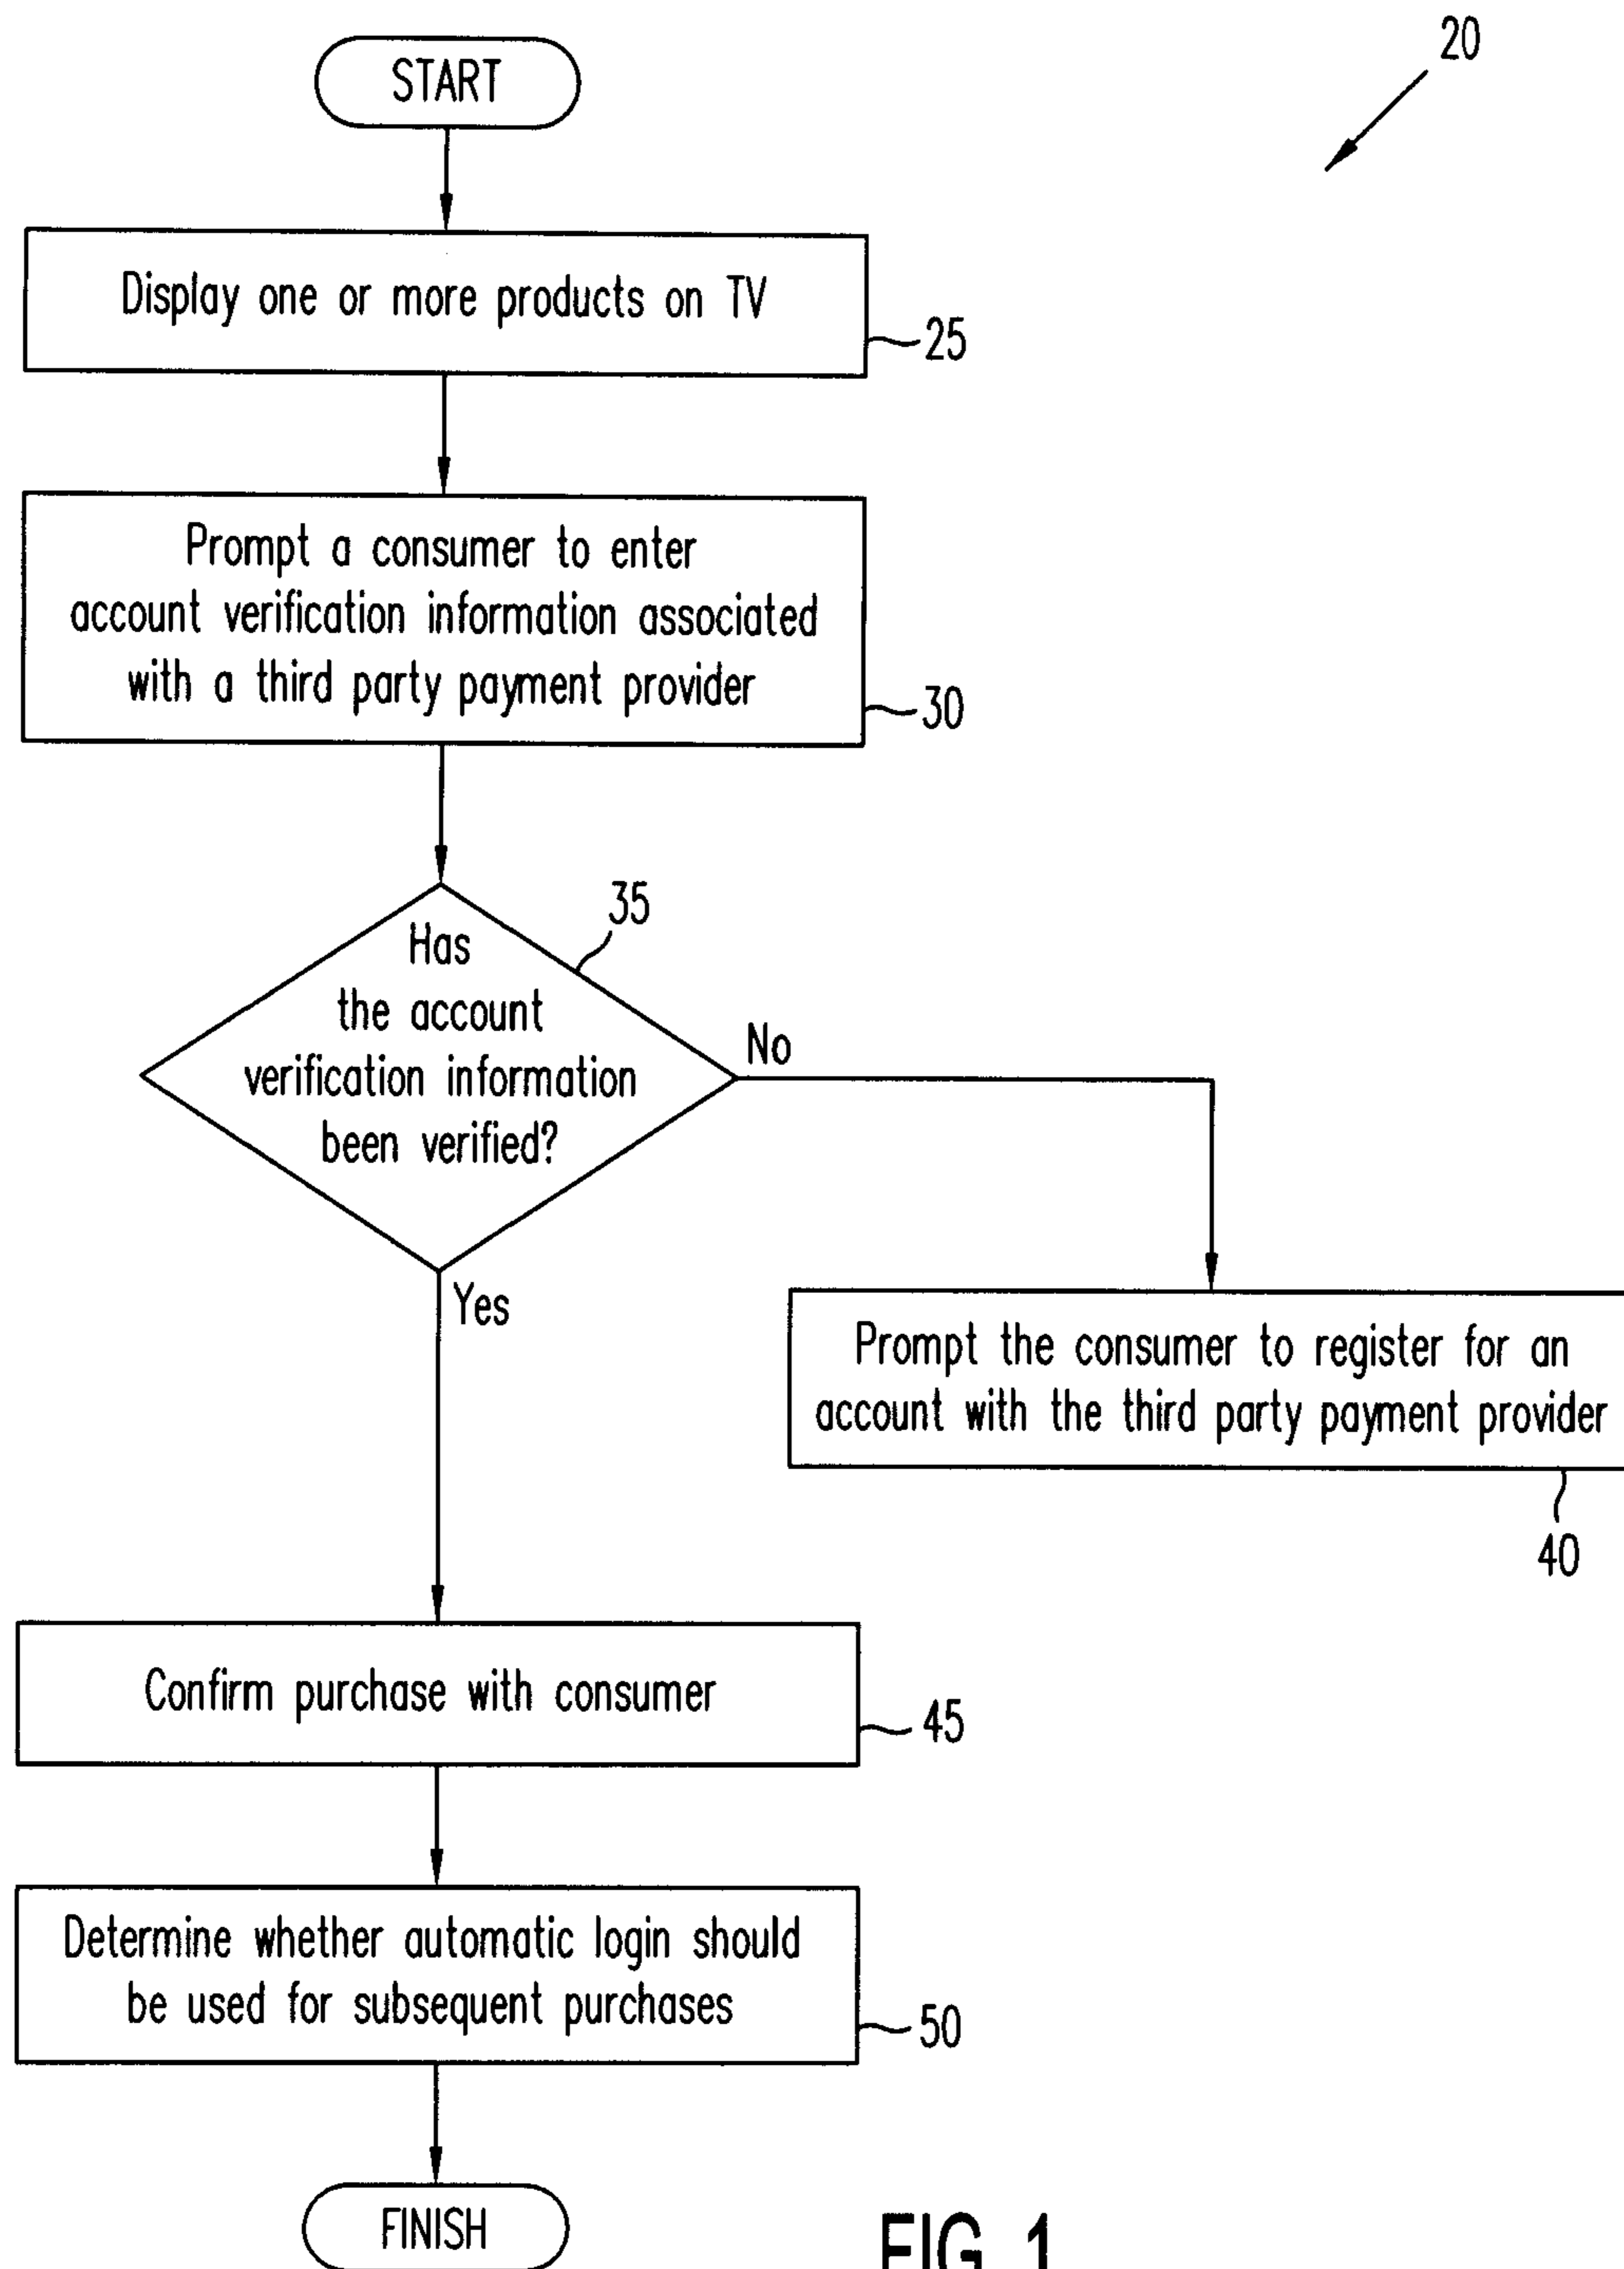 START
20
Display one or more products on TV
25
Prompt a consumer to enter
account verification information associated
with a third party payment provider
30
35
Has
the account
verification information
been verified?
No
Yes
Prompt the consumer to register for an
account with the third party payment provider
40
Confirm purchase with consumer
45
Determine whether automatic login should
be used for subsequent purchases
50
FINISH
FIG. 1